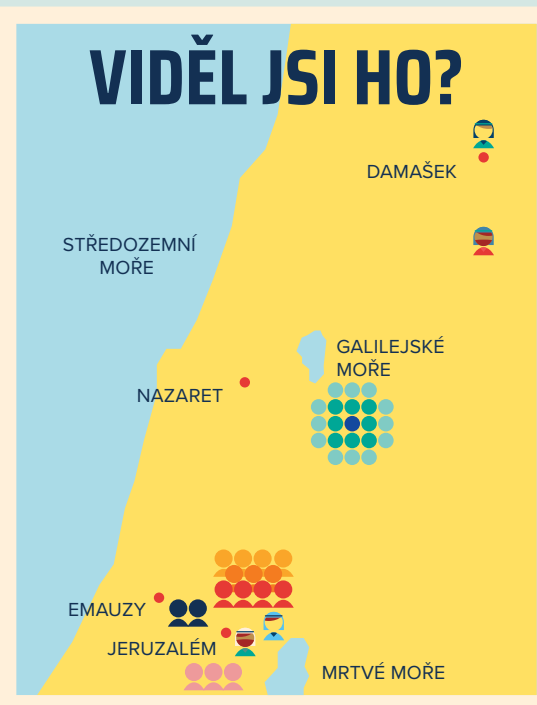 VIDĚL JSI HO?
DAMAŠEK
STŘEDOZEMNÍ
MOŘE
GALILEJSKÉ
MOŘE
NAZARET
EMAUZY
JERUZALÉM
MRTVÉ MOŘE